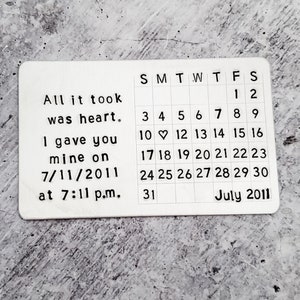 All it took
was heart.
I gave you
mine on
7/11/2011
at 7:11 p.m.
S M T W T F S
1 2
3 4 5 6 7 8 9
10 ♡ 12 13 14 15 16
17 18 19 20 21 22 23
24 25 26 27 28 29 30
31 July 2011